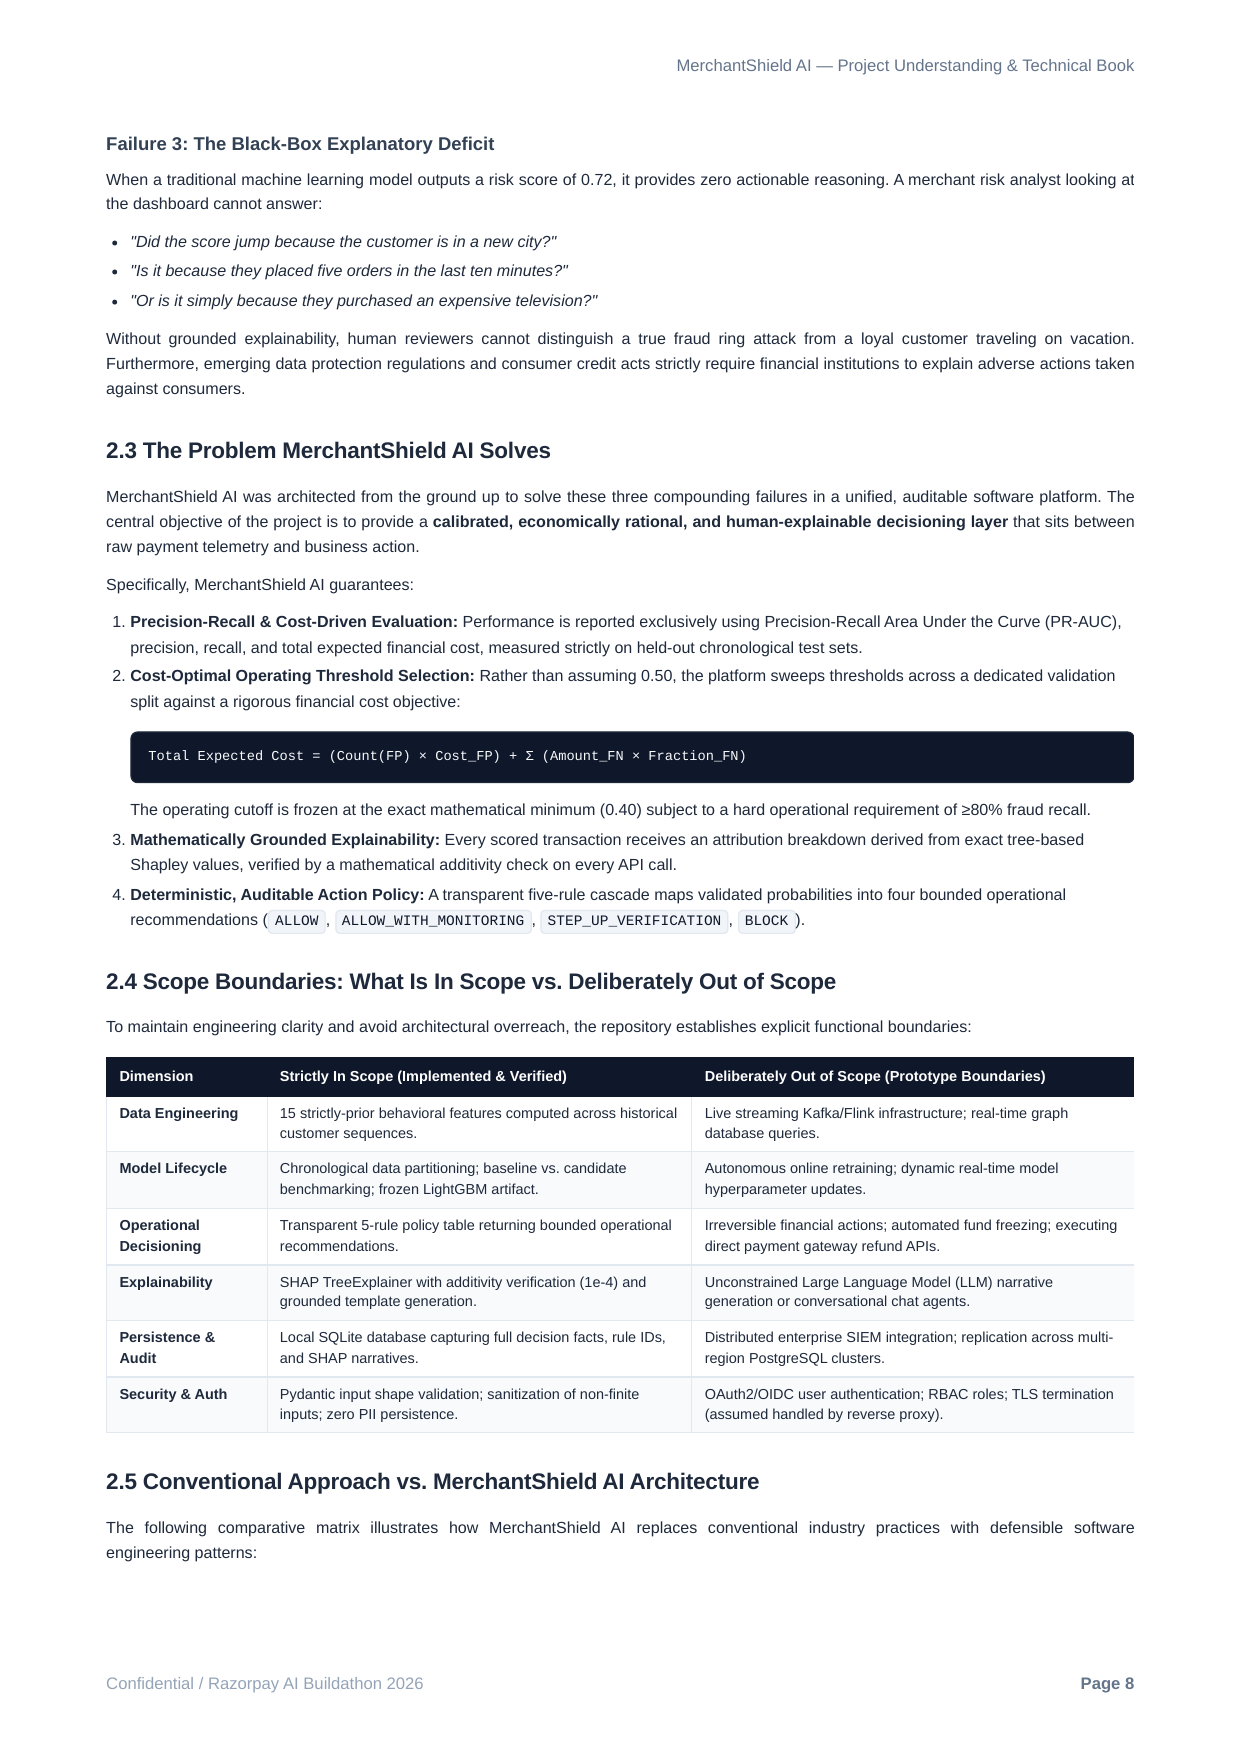 MerchantShield AI — Project Understanding & Technical Book
Failure 3: The Black-Box Explanatory Deficit
When a traditional machine learning model outputs a risk score of 0.72, it provides zero actionable reasoning. A merchant risk analyst looking at
the dashboard cannot answer:
• "Did the score jump because the customer is in a new city?"
• "Is it because they placed five orders in the last ten minutes?"
• "Or is it simply because they purchased an expensive television?"
Without grounded explainability, human reviewers cannot distinguish a true fraud ring attack from a loyal customer traveling on vacation.
Furthermore, emerging data protection regulations and consumer credit acts strictly require financial institutions to explain adverse actions taken
against consumers.
2.3 The Problem MerchantShield AI Solves
MerchantShield AI was architected from the ground up to solve these three compounding failures in a unified, auditable software platform. The
central objective of the project is to provide a calibrated, economically rational, and human-explainable decisioning layer that sits between
raw payment telemetry and business action.
Specifically, MerchantShield AI guarantees:
1. Precision-Recall & Cost-Driven Evaluation: Performance is reported exclusively using Precision-Recall Area Under the Curve (PR-AUC),
precision, recall, and total expected financial cost, measured strictly on held-out chronological test sets.
2. Cost-Optimal Operating Threshold Selection: Rather than assuming 0.50, the platform sweeps thresholds across a dedicated validation
split against a rigorous financial cost objective:
Total Expected Cost = (Count(FP) × Cost_FP) + Σ (Amount_FN × Fraction_FN)
The operating cutoff is frozen at the exact mathematical minimum (0.40) subject to a hard operational requirement of ≥80% fraud recall.
3. Mathematically Grounded Explainability: Every scored transaction receives an attribution breakdown derived from exact tree-based
Shapley values, verified by a mathematical additivity check on every API call.
4. Deterministic, Auditable Action Policy: A transparent five-rule cascade maps validated probabilities into four bounded operational
recommendations ( ALLOW , ALLOW_WITH_MONITORING , STEP_UP_VERIFICATION , BLOCK ).
2.4 Scope Boundaries: What Is In Scope vs. Deliberately Out of Scope
To maintain engineering clarity and avoid architectural overreach, the repository establishes explicit functional boundaries:
Dimension Strictly In Scope (Implemented & Verified) Deliberately Out of Scope (Prototype Boundaries)
Data Engineering 15 strictly-prior behavioral features computed across historical Live streaming Kafka/Flink infrastructure; real-time graph
customer sequences. database queries.
Model Lifecycle Chronological data partitioning; baseline vs. candidate Autonomous online retraining; dynamic real-time model
benchmarking; frozen LightGBM artifact. hyperparameter updates.
Operational Transparent 5-rule policy table returning bounded operational Irreversible financial actions; automated fund freezing; executing
Decisioning recommendations. direct payment gateway refund APIs.
Explainability SHAP TreeExplainer with additivity verification (1e-4) and Unconstrained Large Language Model (LLM) narrative
grounded template generation. generation or conversational chat agents.
Persistence & Local SQLite database capturing full decision facts, rule IDs, Distributed enterprise SIEM integration; replication across multi-
Audit and SHAP narratives. region PostgreSQL clusters.
Security & Auth Pydantic input shape validation; sanitization of non-finite OAuth2/OIDC user authentication; RBAC roles; TLS termination
inputs; zero PII persistence. (assumed handled by reverse proxy).
2.5 Conventional Approach vs. MerchantShield AI Architecture
The following comparative matrix illustrates how MerchantShield AI replaces conventional industry practices with defensible software
engineering patterns:
Confidential / Razorpay AI Buildathon 2026 Page 8